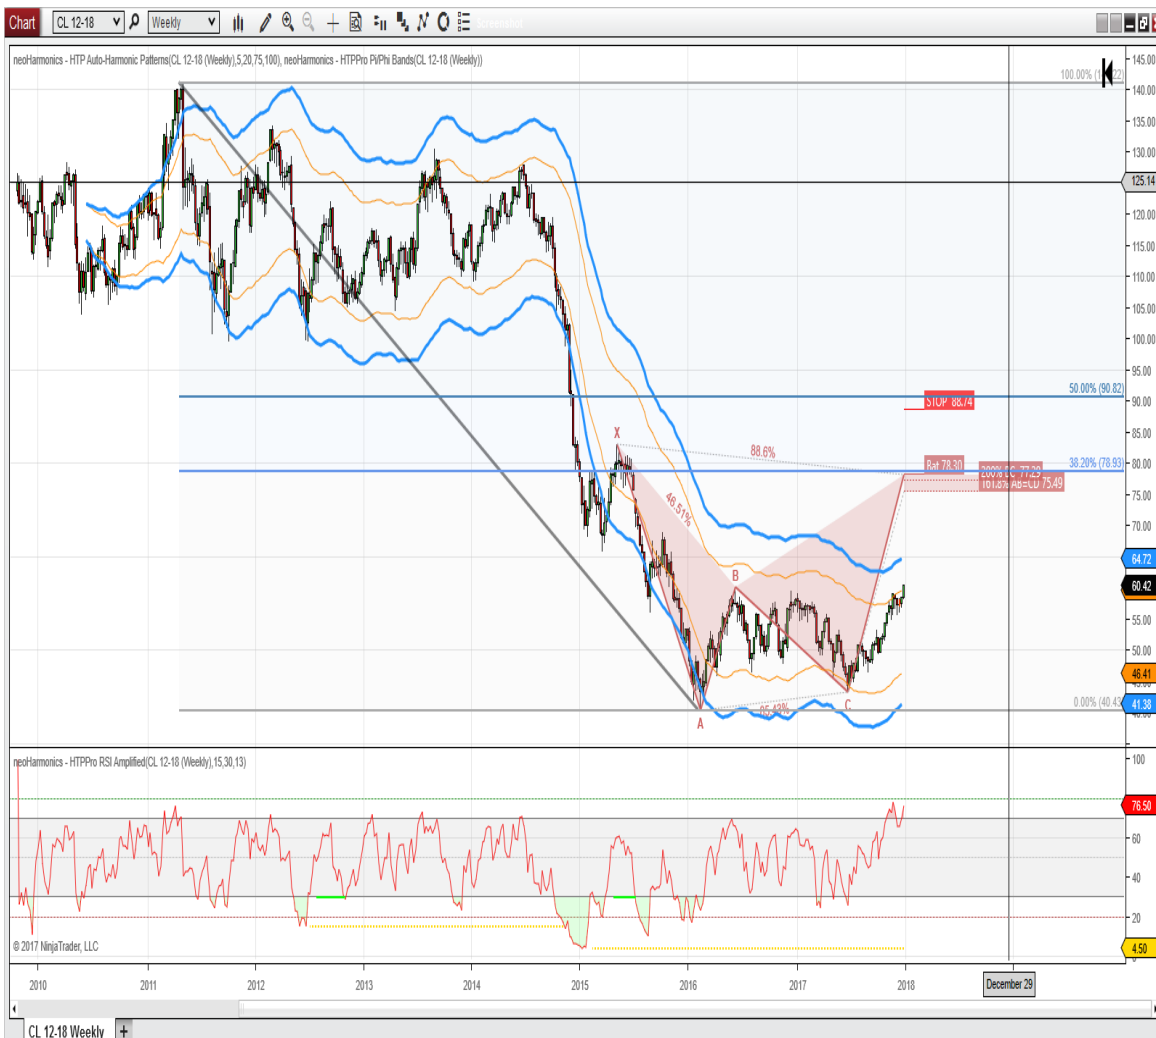 Chart CL 12-18 Weekly
neoHarmonics - HTP Auto-Harmonic Patterns(CL 12-18 (Weekly),5,20,75,100), neoHarmonics - HTPPro Pi/Phi Bands(CL 12-18 (Weekly))
145.00
100.00%
140.00
135.00
130.00
125.14
120.00
115.00
110.00
105.00
100.00
95.00
50.00% (90.82)
90.00
STOP 88.74
85.00
X
88.6%
80.00
38.20% (78.93)
Bat 78.30
200% BC 77.29
161.8% AB=CD 75.49
75.00
46.51%
70.00
64.72
B
60.42
55.00
50.00
46.41
C
0.00% (40.43
41.38
A
neoHarmonics - HTPPro RSI Amplified(CL 12-18 (Weekly),15,30,13)
100
76.50
60
40
20
© 2017 NinjaTrader, LLC
4.50
0
2010 2011 2012 2013 2014 2015 2016 2017 2018 December 29
CL 12-18 Weekly +